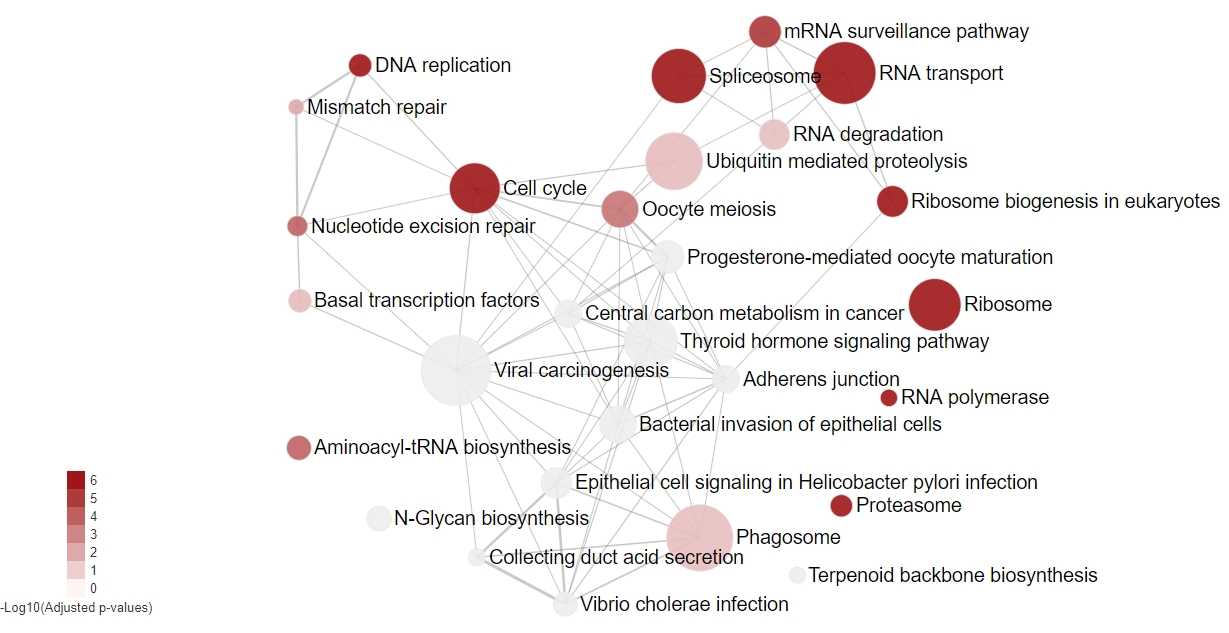 mRNA surveillance pathway
DNA replication
Spliceosome
RNA transport
Mismatch repair
RNA degradation
Ubiquitin mediated proteolysis
Cell cycle
Ribosome biogenesis in eukaryotes
Oocyte meiosis
Nucleotide excision repair
Progesterone-mediated oocyte maturation
Basal transcription factors
Ribosome
Central carbon metabolism in cancer
Thyroid hormone signaling pathway
Viral carcinogenesis
Adherens junction
RNA polymerase
Bacterial invasion of epithelial cells
Aminoacyl-tRNA biosynthesis
Epithelial cell signaling in Helicobacter pylori infection
Proteasome
N-Glycan biosynthesis
Phagosome
Collecting duct acid secretion
Terpenoid backbone biosynthesis
Vibrio cholerae infection
6
5
4
3
2
1
0
-Log10(Adjusted p-values)